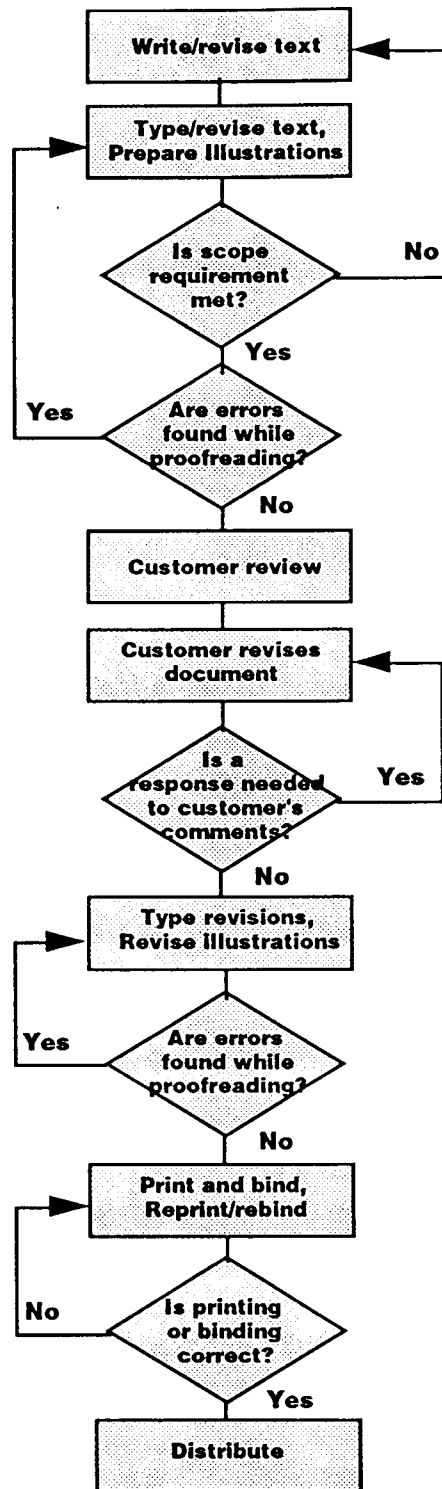 Write/revise text
Type/revise text,
Prepare Illustrations
Is scope
requirement
met?
No
Yes
Yes
Are errors
found while
proofreading?
No
Customer review
Customer revises
document
Is a
response needed
to customer's
comments?
Yes
No
Type revisions,
Revise illustrations
Yes
Are errors
found while
proofreading?
No
Print and bind,
Reprint/rebind
No
Is printing
or binding
correct?
Yes
Distribute